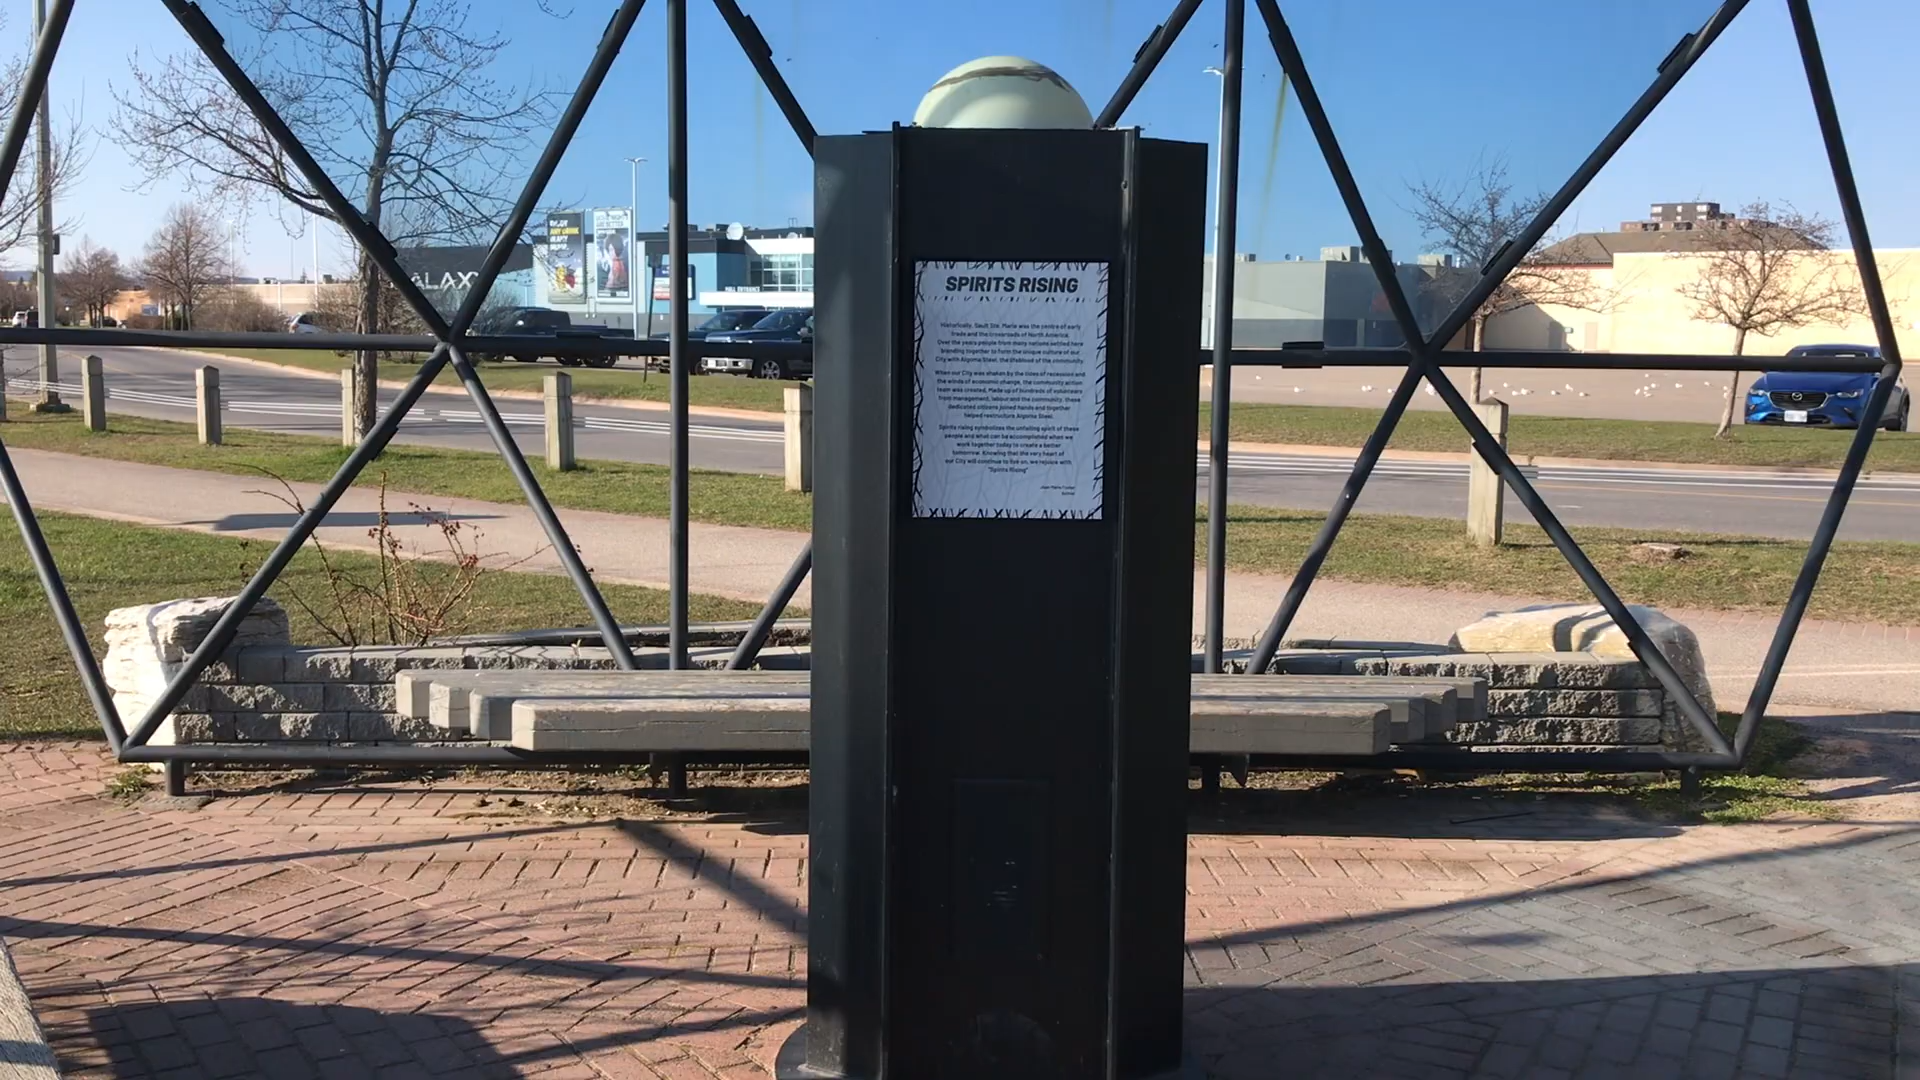 SPIRITS RISING
Historically, Sault Ste. Marie was the centre of early
trade and the crossroads of North America.
Over the years people from many nations settled here
blending together to form the unique culture of our
City with Algoma Steel, the lifeblood of the community.
When our City was shaken by the tides of recession and
the winds of economic change, the community action
team was created. Made up of hundreds of volunteers
from management, labour and the community, these
dedicated citizens joined hands and together
helped restructure Algoma Steel.
Spirits rising symbolizes the unfailing spirit of these
people and what can be accomplished when we
work together today to create a better
tomorrow. Knowing that the very heart of
our City will continue to live on, we rejoice with
"Spirits Rising"
GALAXY
MALL ENTRANCE